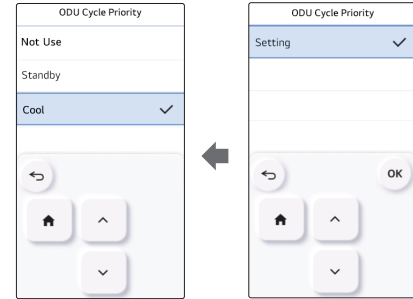 ODU Cycle Priority
Not Use
Standby
Cool
ODU Cycle Priority
Setting
OK